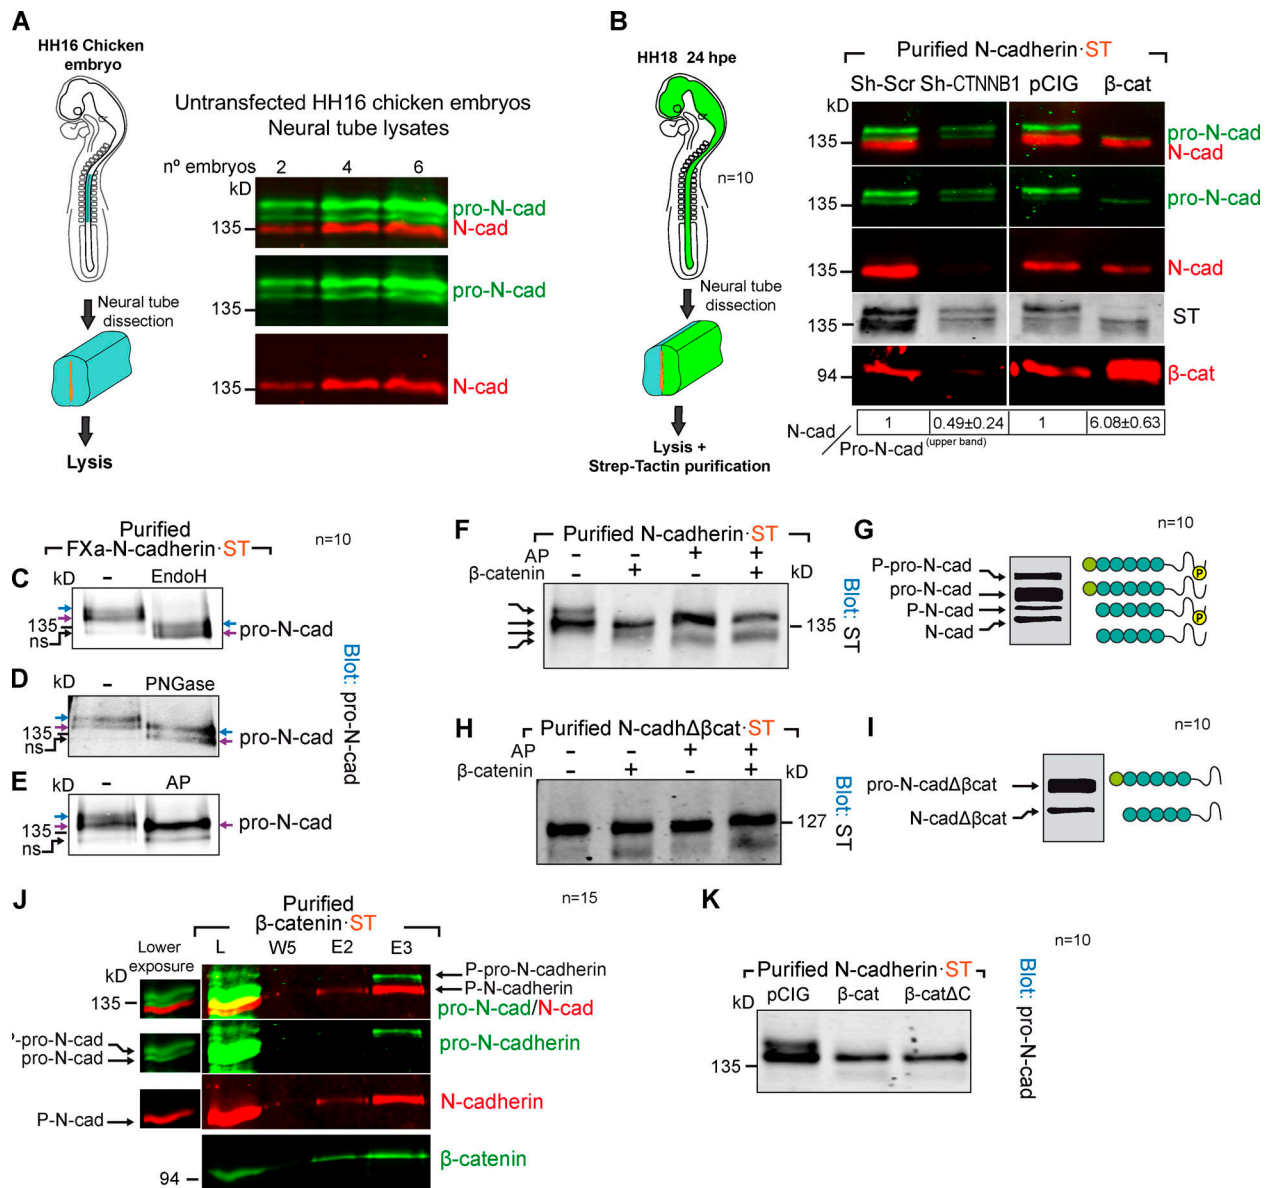 A
HH16 Chicken
embryo
Untransfected HH16 chicken embryos
Neural tube lysates
nº embryos 2 4 6
kD
pro-N-cad
N-cad
135
pro-N-cad
135
N-cad
135
Neural tube
dissection
Lysis
B
HH18 24 hpe
n=10
Neural tube
dissection
Lysis +
Strep-Tactin purification
Purified N-cadherin·ST
Sh-Scr Sh-CTNNB1 pCIG β-cat
kD
135
pro-N-cad
N-cad
135
pro-N-cad
135
N-cad
135
ST
94
β-cat
N-cad / Pro-N-cad (upper band) 1 0.49±0.24 1 6.08±0.63
Purified
FXa-N-cadherin·ST
n=10
C
kD – EndoH
135
ns
pro-N-cad
D
kD – PNGase
135
ns
pro-N-cad
E
kD – AP
135
ns
pro-N-cad
Blot: pro-N-cad
F
Purified N-cadherin·ST
AP – – + +
β-catenin – + – + kD
135
Blot: ST
G
n=10
P-pro-N-cad
pro-N-cad
P-N-cad
N-cad
P
P
H
Purified N-cadhΔβcat·ST
AP – – + +
β-catenin – + – + kD
127
Blot: ST
I
n=10
pro-N-cadΔβcat
N-cadΔβcat
J
n=15
Purified
β-catenin·ST
Lower
exposure
L W5 E2 E3
kD
135
P-pro-N-cadherin
P-N-cadherin
pro-N-cad/N-cad
P-pro-N-cad
pro-N-cad
pro-N-cadherin
P-N-cad
N-cadherin
94
β-catenin
K
n=10
Purified N-cadherin·ST
kD pCIG β-cat β-catΔC
135
Blot: pro-N-cad